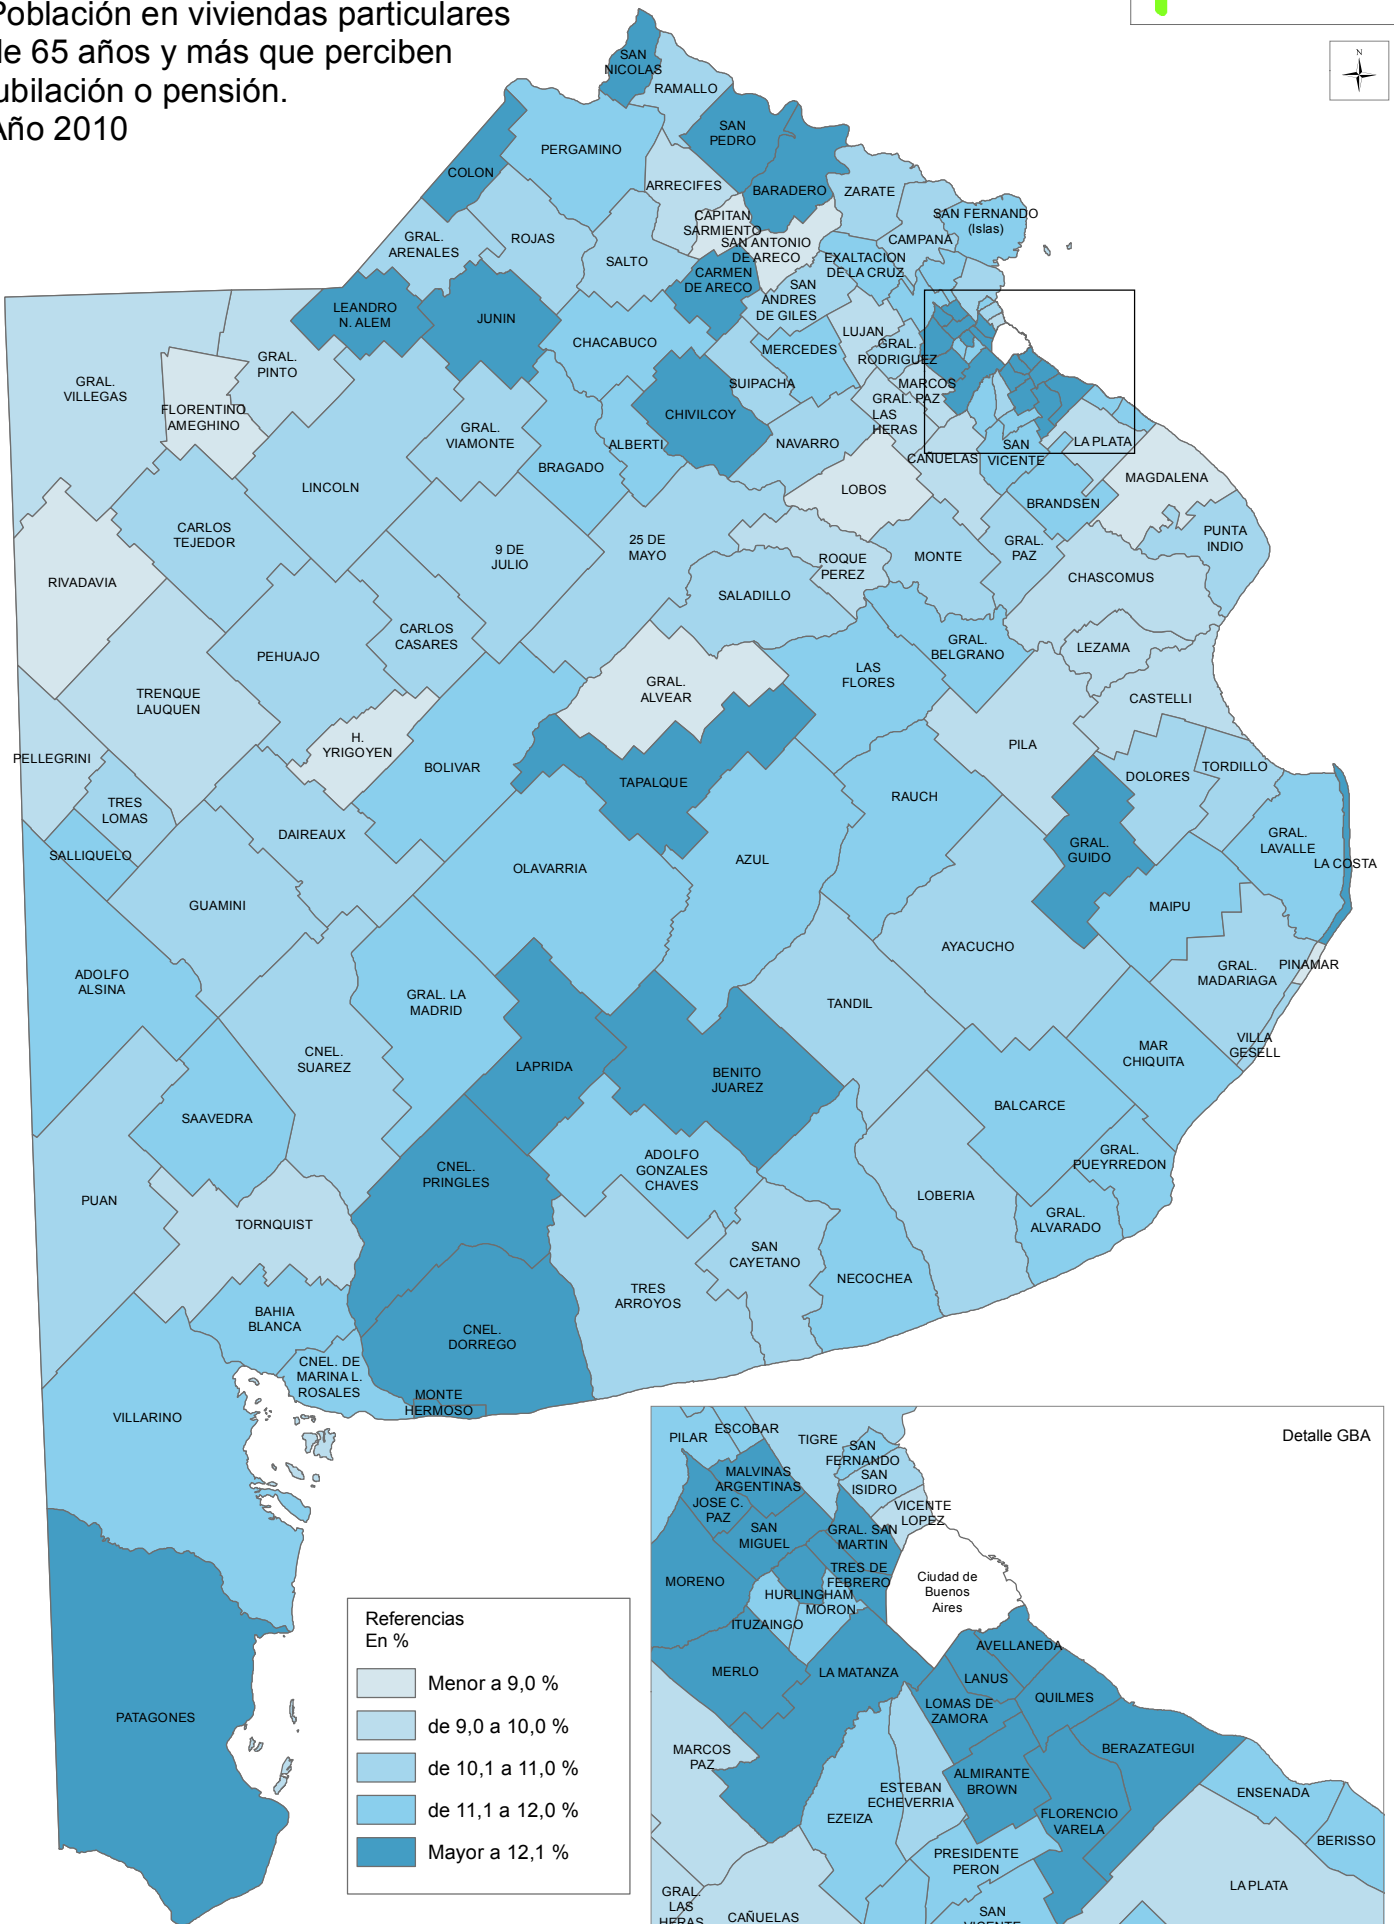 Población en viviendas particulares
de 65 años y más que perciben
jubilación o pensión.
Año 2010
N
SAN
NICOLAS
RAMALLO
SAN
PEDRO
PERGAMINO
COLON
BARADERO
ARRECIFES
ZARATE
CAPITAN
SARMIENTO
SAN FERNANDO
(Islas)
SAN ANTONIO
DE ARECO
CAMPANA
GRAL.
ARENALES
ROJAS
SALTO
CARMEN
DE ARECO
EXALTACION
DE LA CRUZ
SAN
ANDRES
DE GILES
LEANDRO
N. ALEM
JUNIN
CHACABUCO
MERCEDES
LUJAN
GRAL.
RODRIGUEZ
GRAL.
PINTO
GRAL.
VILLEGAS
FLORENTINO
AMEGHINO
SUIPACHA
MARCOS
PAZ
GRAL.
LAS
HERAS
CHIVILCOY
GRAL.
VIAMONTE
ALBERTI
NAVARRO
BRAGADO
SAN
VICENTE
LA PLATA
CAÑUELAS
LINCOLN
LOBOS
MAGDALENA
BRANDSEN
CARLOS
TEJEDOR
PUNTA
INDIO
25 DE
MAYO
9 DE
JULIO
ROQUE
PEREZ
MONTE
GRAL.
PAZ
RIVADAVIA
CHASCOMUS
SALADILLO
CARLOS
CASARES
PEHUAJO
GRAL.
BELGRANO
LEZAMA
LAS
FLORES
TRENQUE
LAUQUEN
GRAL.
ALVEAR
CASTELLI
H.
YRIGOYEN
PILA
PELLEGRINI
BOLIVAR
TAPALQUE
DOLORES
TORDILLO
RAUCH
TRES
LOMAS
DAIREAUX
GRAL.
GUIDO
GRAL.
LAVALLE
SALLIQUELO
OLAVARRIA
AZUL
LA COSTA
GUAMINI
MAIPU
AYACUCHO
ADOLFO
ALSINA
GRAL.
MADARIAGA
PINAMAR
GRAL. LA
MADRID
TANDIL
VILLA
GESELL
CNEL.
SUAREZ
MAR
CHIQUITA
LAPRIDA
BENITO
JUAREZ
BALCARCE
SAAVEDRA
GRAL.
PUEYRREDON
CNEL.
PRINGLES
ADOLFO
GONZALES
CHAVES
PUAN
LOBERIA
GRAL.
ALVARADO
TORNQUIST
SAN
CAYETANO
NECOCHEA
TRES
ARROYOS
BAHIA
BLANCA
CNEL.
DORREGO
CNEL. DE
MARINA L.
ROSALES
MONTE
HERMOSO
VILLARINO
PATAGONES
Referencias
En %
Menor a 9,0 %
de 9,0 a 10,0 %
de 10,1 a 11,0 %
de 11,1 a 12,0 %
Mayor a 12,1 %
Detalle GBA
PILAR
ESCOBAR
TIGRE
SAN
FERNANDO
SAN
ISIDRO
MALVINAS
ARGENTINAS
JOSE C.
PAZ
VICENTE
LOPEZ
SAN
MIGUEL
GRAL. SAN
MARTIN
TRES DE
FEBRERO
MORENO
HURLINGHAM
MORON
Ciudad de
Buenos
Aires
ITUZAINGO
AVELLANEDA
MERLO
LA MATANZA
LANUS
QUILMES
LOMAS DE
ZAMORA
BERAZATEGUI
MARCOS
PAZ
ALMIRANTE
BROWN
ESTEBAN
ECHEVERRIA
ENSENADA
EZEIZA
FLORENCIO
VARELA
BERISSO
PRESIDENTE
PERON
LA PLATA
GRAL.
LAS
HERAS
CAÑUELAS
SAN
VICENTE